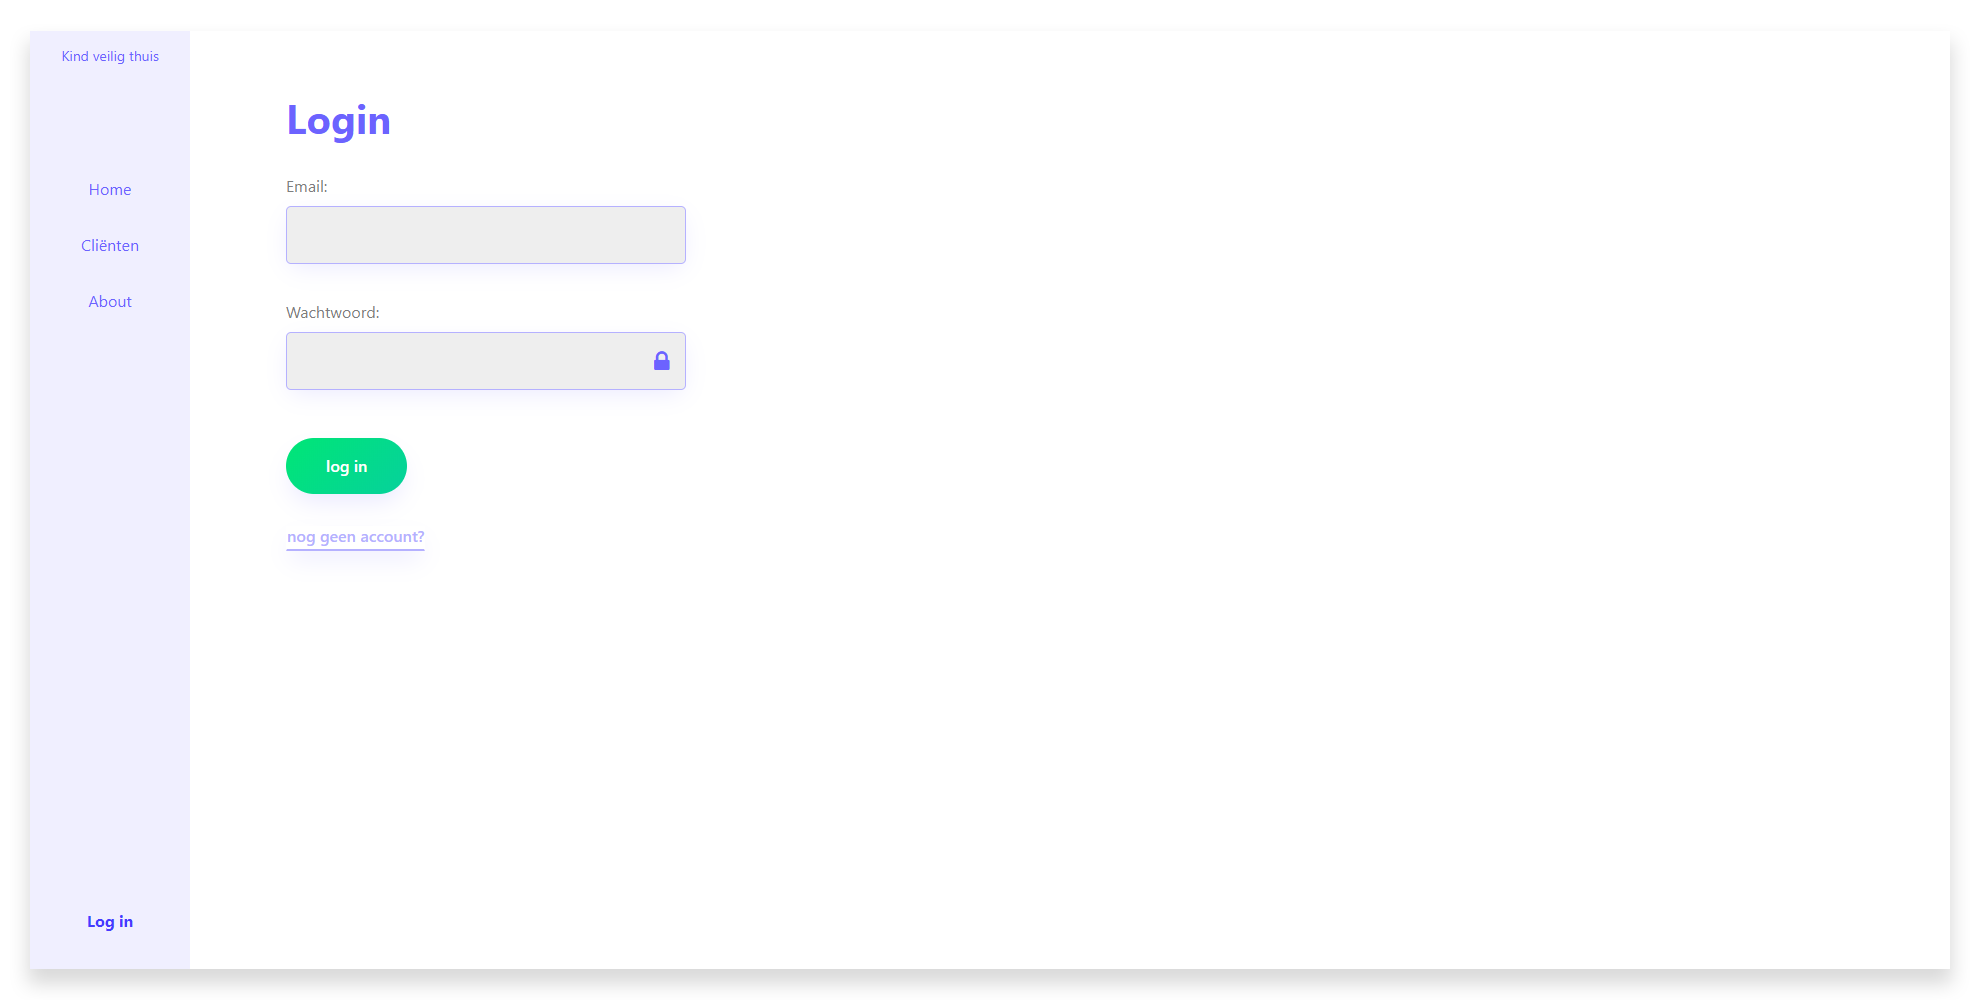 Kind veilig thuis
Home
Cliënten
About
Log in
Login
Email:
Wachtwoord:
log in
nog geen account?